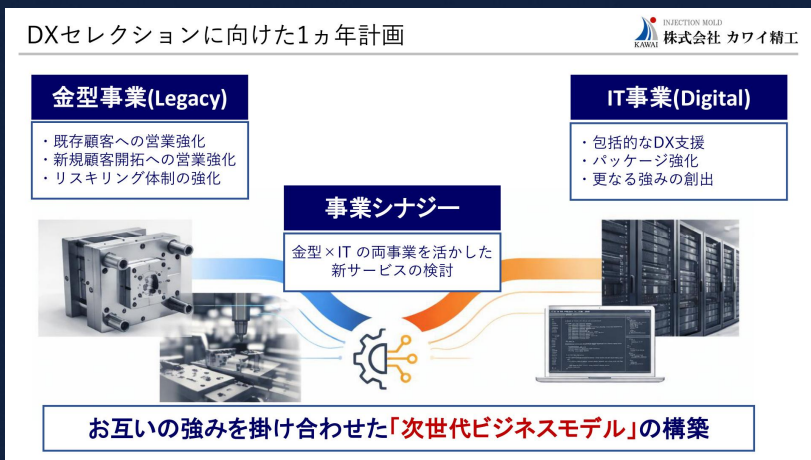 DXセレクションに向けた1ヵ年計画
INJECTION MOLD
KAWAI 株式会社 カワイ精工
金型事業(Legacy)
・既存顧客への営業強化
・新規顧客開拓への営業強化
・リスキリング体制の強化
IT事業(Digital)
・包括的なDX支援
・パッケージ強化
・更なる強みの創出
事業シナジー
金型×IT の両事業を活かした
新サービスの検討
お互いの強みを掛け合わせた「次世代ビジネスモデル」の構築